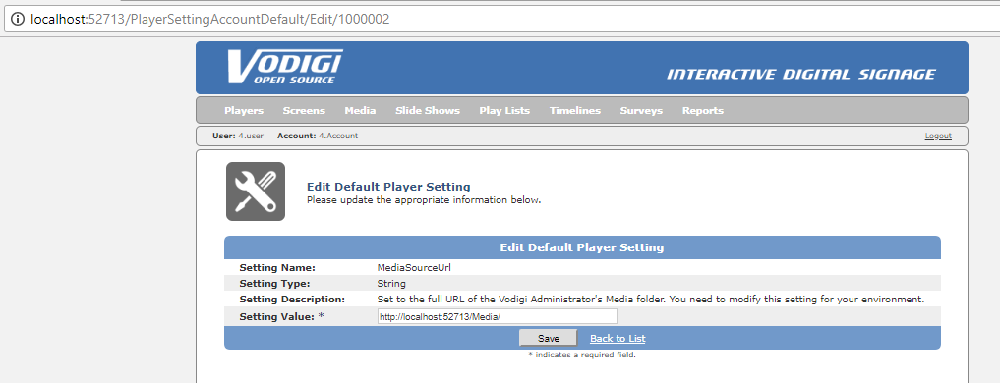 localhost:52713/PlayerSettingAccountDefault/Edit/1000002
VODIGI
OPEN SOURCE
INTERACTIVE DIGITAL SIGNAGE
Players Screens Media Slide Shows Play Lists Timelines Surveys Reports
User: 4.user Account: 4.Account Logout
Edit Default Player Setting
Please update the appropriate information below.
Edit Default Player Setting
Setting Name: MediaSourceUrl
Setting Type: String
Setting Description: Set to the full URL of the Vodigi Administrator's Media folder. You need to modify this setting for your environment.
Setting Value: * http://localhost:52713/Media/
Save Back to List
* indicates a required field.